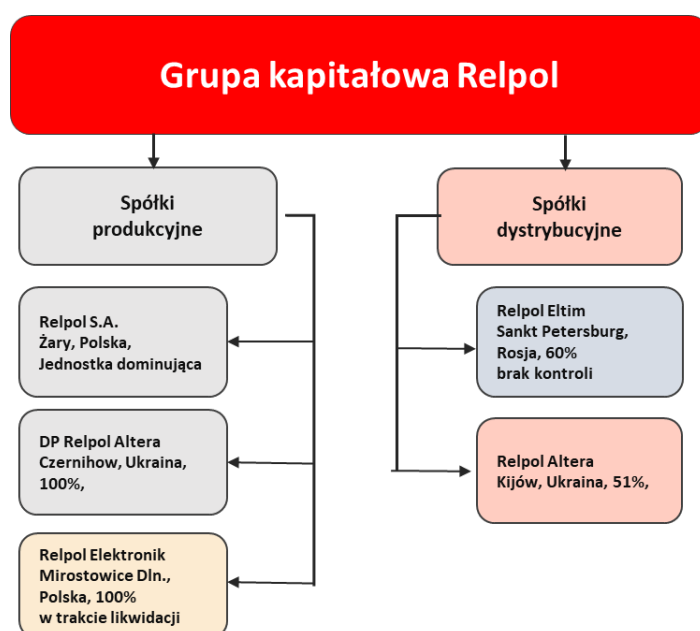 Grupa kapitałowa Relpol
Spółki
produkcyjne
Relpol S.A.
Żary, Polska,
Jednostka dominująca
DP Relpol Altera
Czernihow, Ukraina,
100%,
Relpol Elektronik
Mirostowice Dln.,
Polska, 100%
w trakcie likwidacji
Spółki
dystrybucyjne
Relpol Eltim
Sankt Petersburg,
Rosja, 60%
brak kontroli
Relpol Altera
Kijów, Ukraina, 51%,